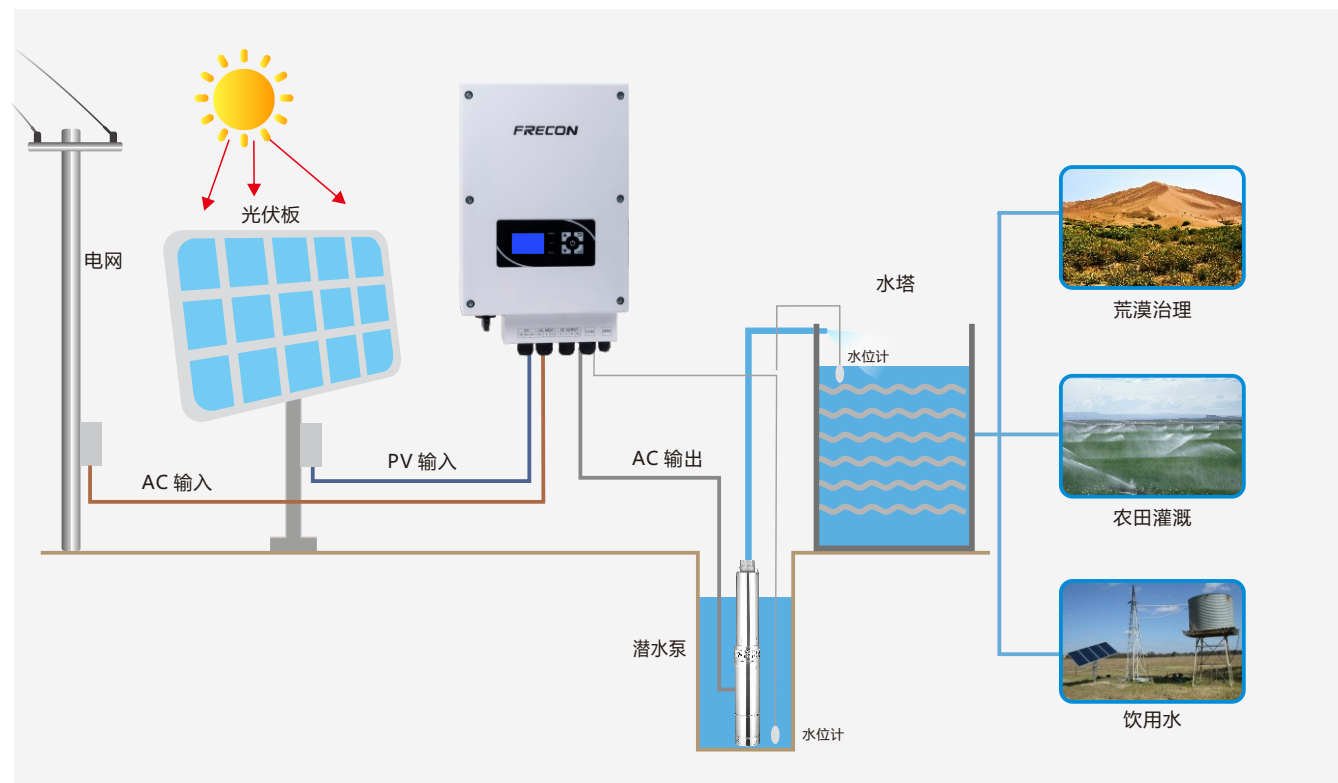 FRECON
光伏板
电网
水塔
水位计
荒漠治理
AC 输入
PV 输入
AC 输出
农田灌溉
潜水泵
水位计
饮用水